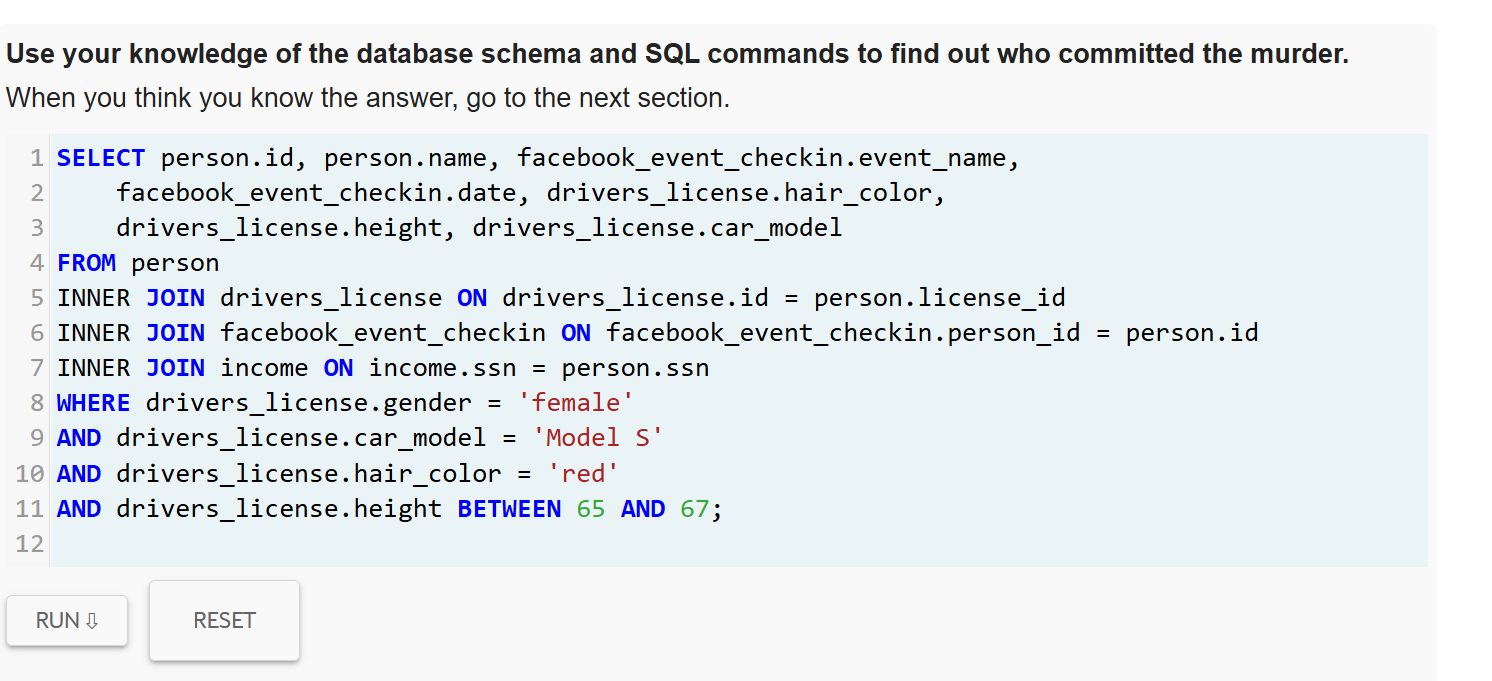 Use your knowledge of the database schema and SQL commands to find out who committed the murder.
When you think you know the answer, go to the next section.
1 SELECT person.id, person.name, facebook_event_checkin.event_name,
2     facebook_event_checkin.date, drivers_license.hair_color,
3     drivers_license.height, drivers_license.car_model
4 FROM person
5 INNER JOIN drivers_license ON drivers_license.id = person.license_id
6 INNER JOIN facebook_event_checkin ON facebook_event_checkin.person_id = person.id
7 INNER JOIN income ON income.ssn = person.ssn
8 WHERE drivers_license.gender = 'female'
9 AND drivers_license.car_model = 'Model S'
10 AND drivers_license.hair_color = 'red'
11 AND drivers_license.height BETWEEN 65 AND 67;
12
RUN ⇩ RESET